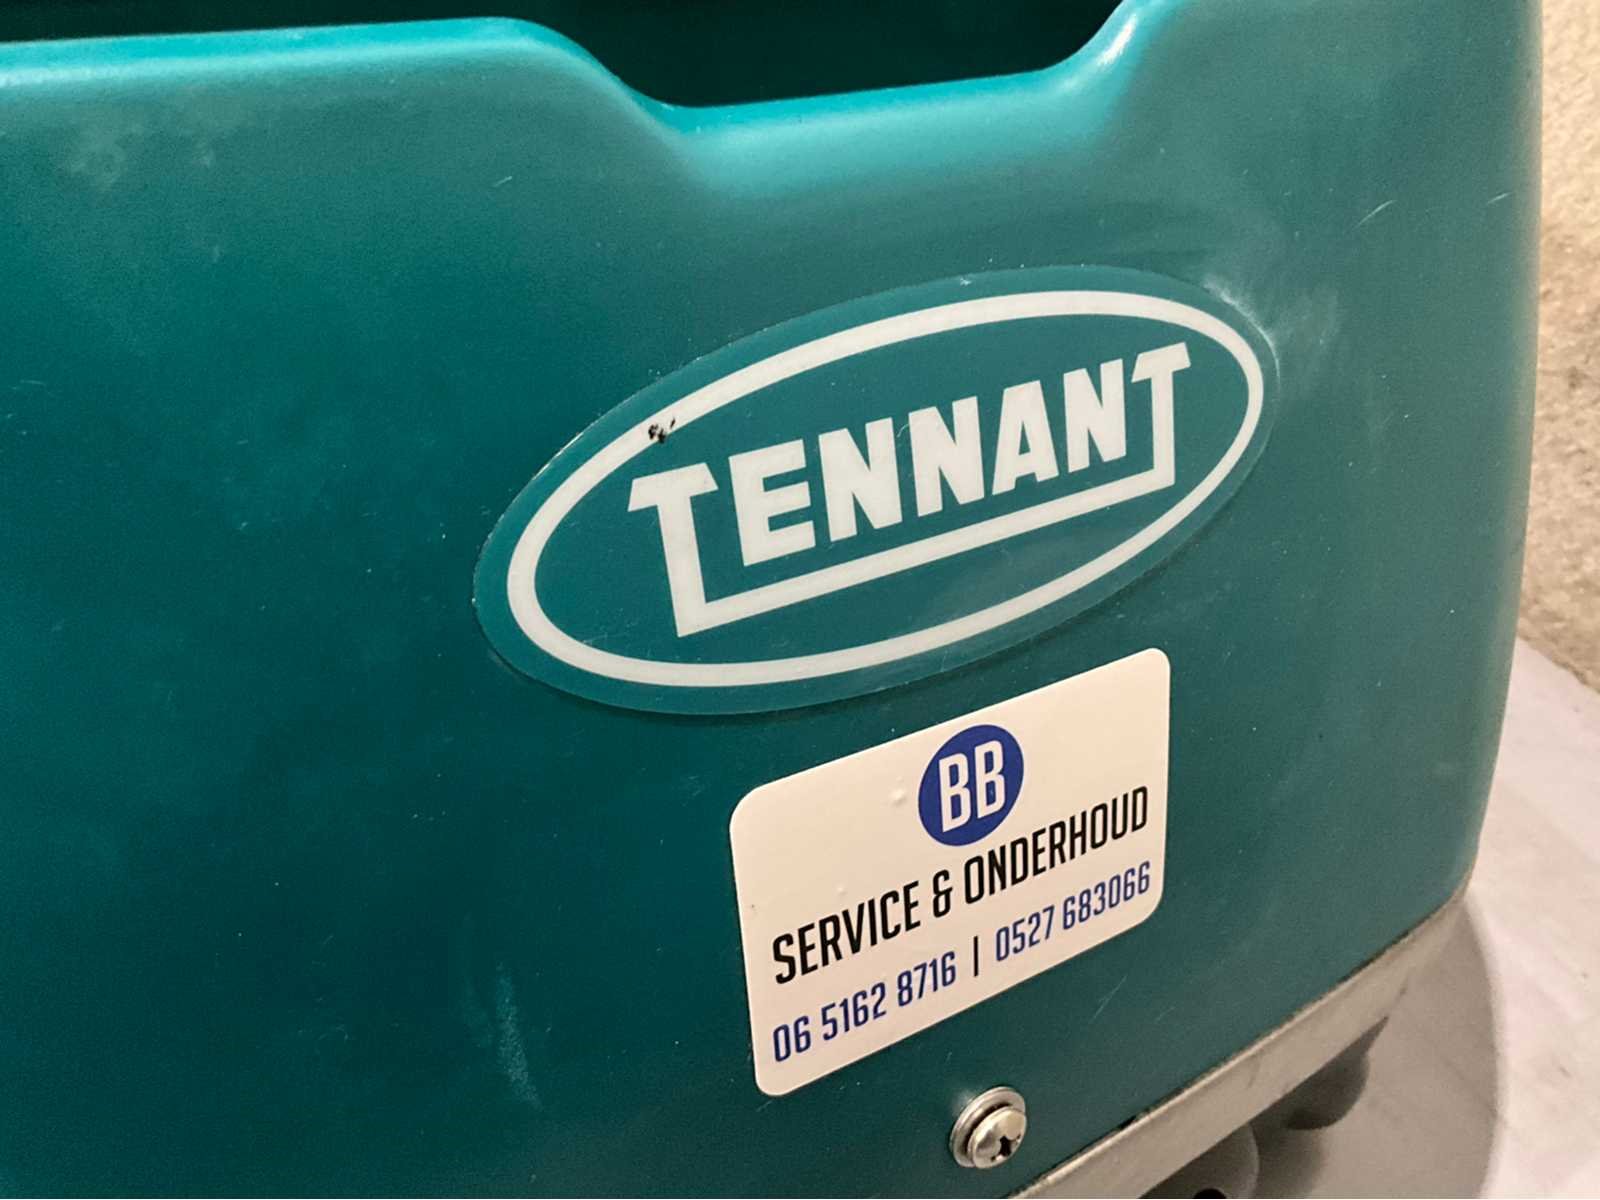 TENNANT
BB
SERVICE & ONDERHOUD
06 5162 8716 | 0527 683066